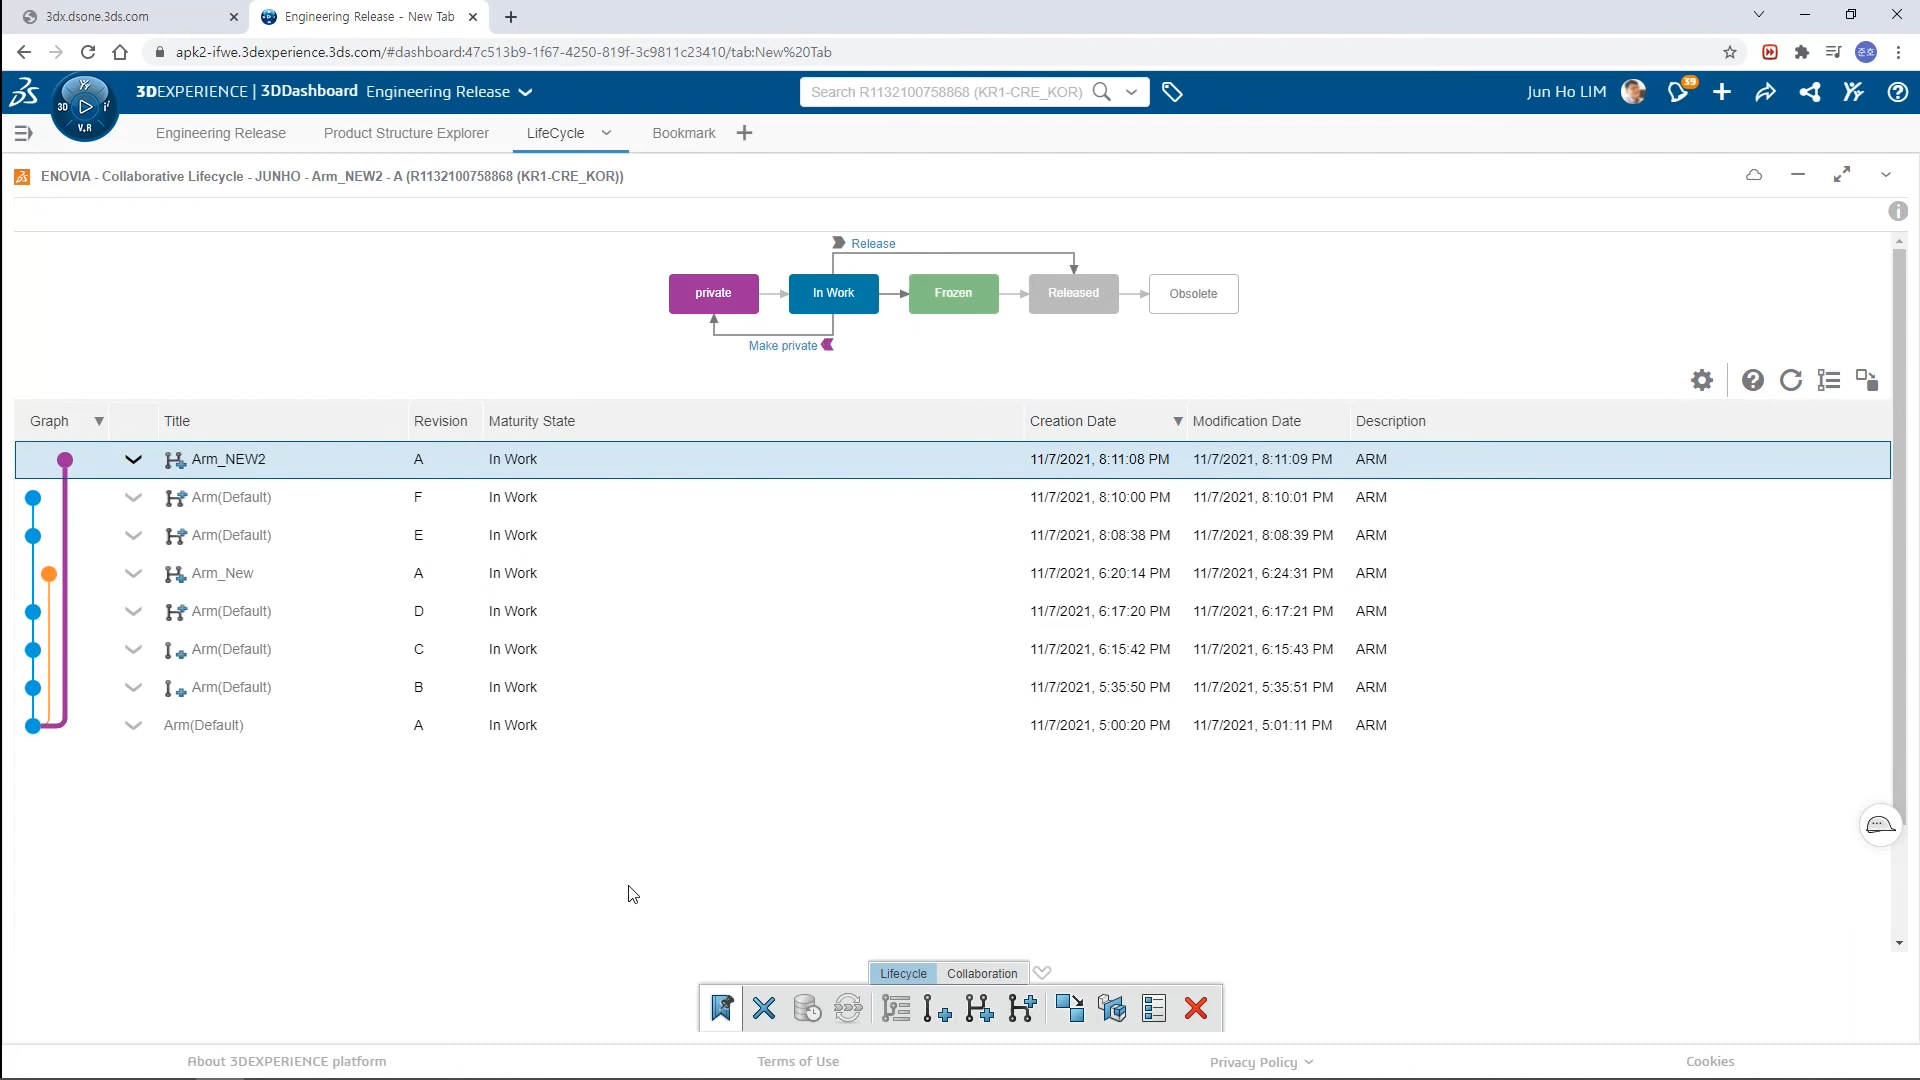 3dx.dsone.3ds.com
Engineering Release - New Tab
apk2-ifwe.3dexperience.3ds.com/#dashboard:47c513b9-1f67-4250-819f-3c9811c23410/tab:New%20Tab
준호
3D
V.R
3DEXPERIENCE | 3DDashboard Engineering Release
Search R1132100758868 (KR1-CRE_KOR)
Jun Ho LIM
39
Engineering Release
Product Structure Explorer
LifeCycle
Bookmark
ENOVIA - Collaborative Lifecycle - JUNHO - Arm_NEW2 - A (R1132100758868 (KR1-CRE_KOR))
Release
private
In Work
Frozen
Released
Obsolete
Make private
Graph Title Revision Maturity State Creation Date Modification Date Description
Arm_NEW2 A In Work 11/7/2021, 8:11:08 PM 11/7/2021, 8:11:09 PM ARM
Arm(Default) F In Work 11/7/2021, 8:10:00 PM 11/7/2021, 8:10:01 PM ARM
Arm(Default) E In Work 11/7/2021, 8:08:38 PM 11/7/2021, 8:08:39 PM ARM
Arm_New A In Work 11/7/2021, 6:20:14 PM 11/7/2021, 6:24:31 PM ARM
Arm(Default) D In Work 11/7/2021, 6:17:20 PM 11/7/2021, 6:17:21 PM ARM
Arm(Default) C In Work 11/7/2021, 6:15:42 PM 11/7/2021, 6:15:43 PM ARM
Arm(Default) B In Work 11/7/2021, 5:35:50 PM 11/7/2021, 5:35:51 PM ARM
Arm(Default) A In Work 11/7/2021, 5:00:20 PM 11/7/2021, 5:01:11 PM ARM
Lifecycle
Collaboration
About 3DEXPERIENCE platform
Terms of Use
Privacy Policy
Cookies